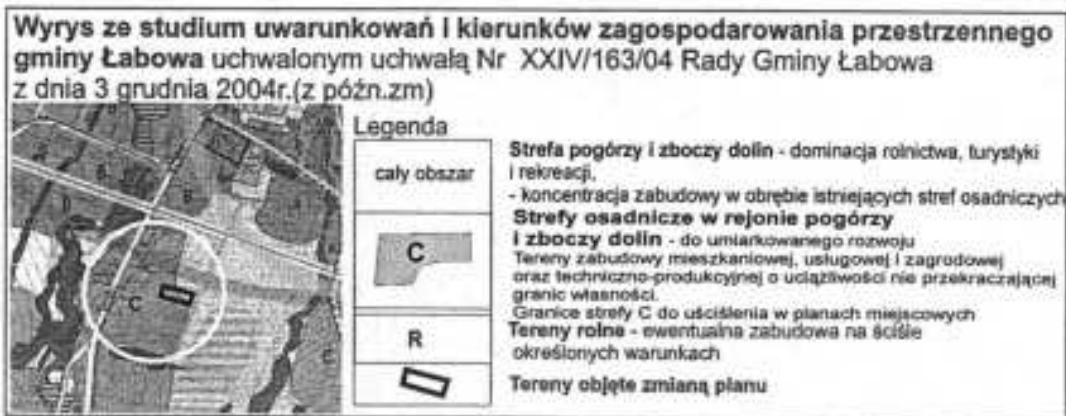 Wyrys ze studium uwarunkowań i kierunków zagospodarowania przestrzennego
gminy Łabowa uchwalonym uchwałą Nr XXIV/163/04 Rady Gminy Łabowa
z dnia 3 grudnia 2004r.(z późn.zm)
Legenda
cały obszar
Strefa pogórzy i zboczy dolin - dominacja rolnictwa, turystyki
i rekreacji,
- koncentracja zabudowy w obrębie istniejących stref osadniczych
C
Strefy osadnicze w rejonie pogórzy
i zboczy dolin - do umiarkowanego rozwoju
Tereny zabudowy mieszkaniowej, usługowej i zagrodowej
oraz techniczno-produkcyjnej o uciążliwości nie przekraczającej
granic własności.
Granice strefy C do uściślenia w planach miejscowych
R
Tereny rolne - ewentualna zabudowa na ściśle
określonych warunkach
Tereny objęte zmianą planu
C